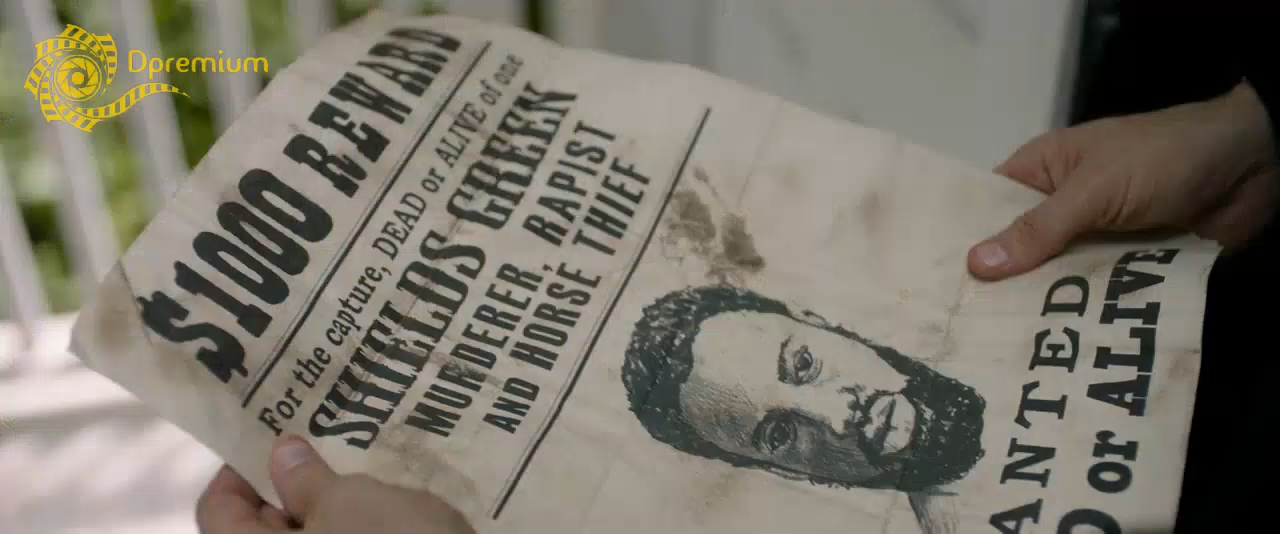 Dpremium
$1000 REWARD
For the capture, DEAD or ALIVE of one
SHIELDS GREEN
MURDERER, RAPIST
AND HORSE THIEF
ANTED
D or ALIVE